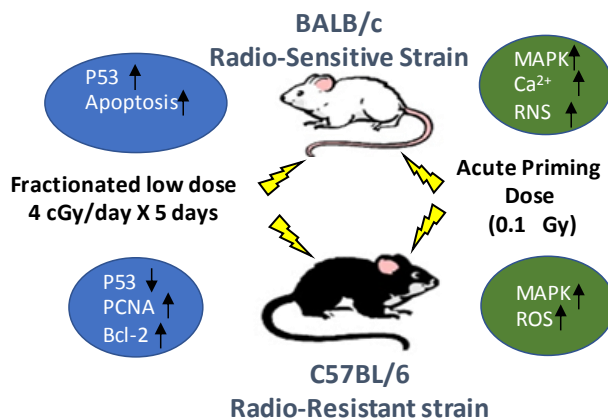 BALB/c
Radio-Sensitive Strain
P53 ↑
Apoptosis↑
MAPK↑
Ca²⁺ ↑
RNS ↑
Fractionated low dose
4 cGy/day X 5 days
Acute Priming
Dose
(0.1 Gy)
P53 ↓
PCNA ↑
Bcl-2 ↑
MAPK↑
ROS↑
C57BL/6
Radio-Resistant strain